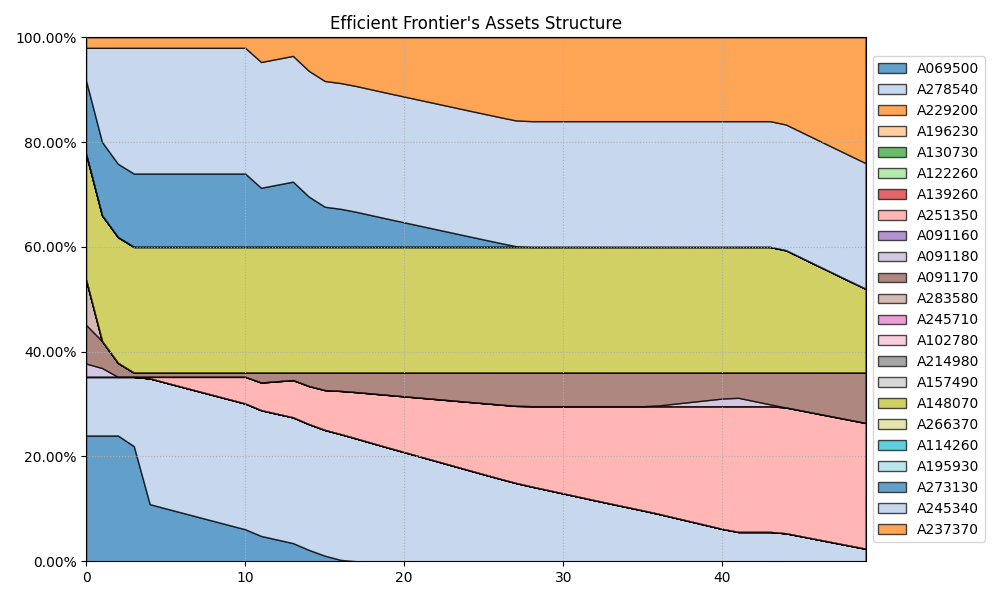 Efficient Frontier's Assets Structure
100.00%
80.00%
60.00%
40.00%
20.00%
0.00%
0
10
20
30
40
A069500
A278540
A229200
A196230
A130730
A122260
A139260
A251350
A091160
A091180
A091170
A283580
A245710
A102780
A214980
A157490
A148070
A266370
A114260
A195930
A273130
A245340
A237370